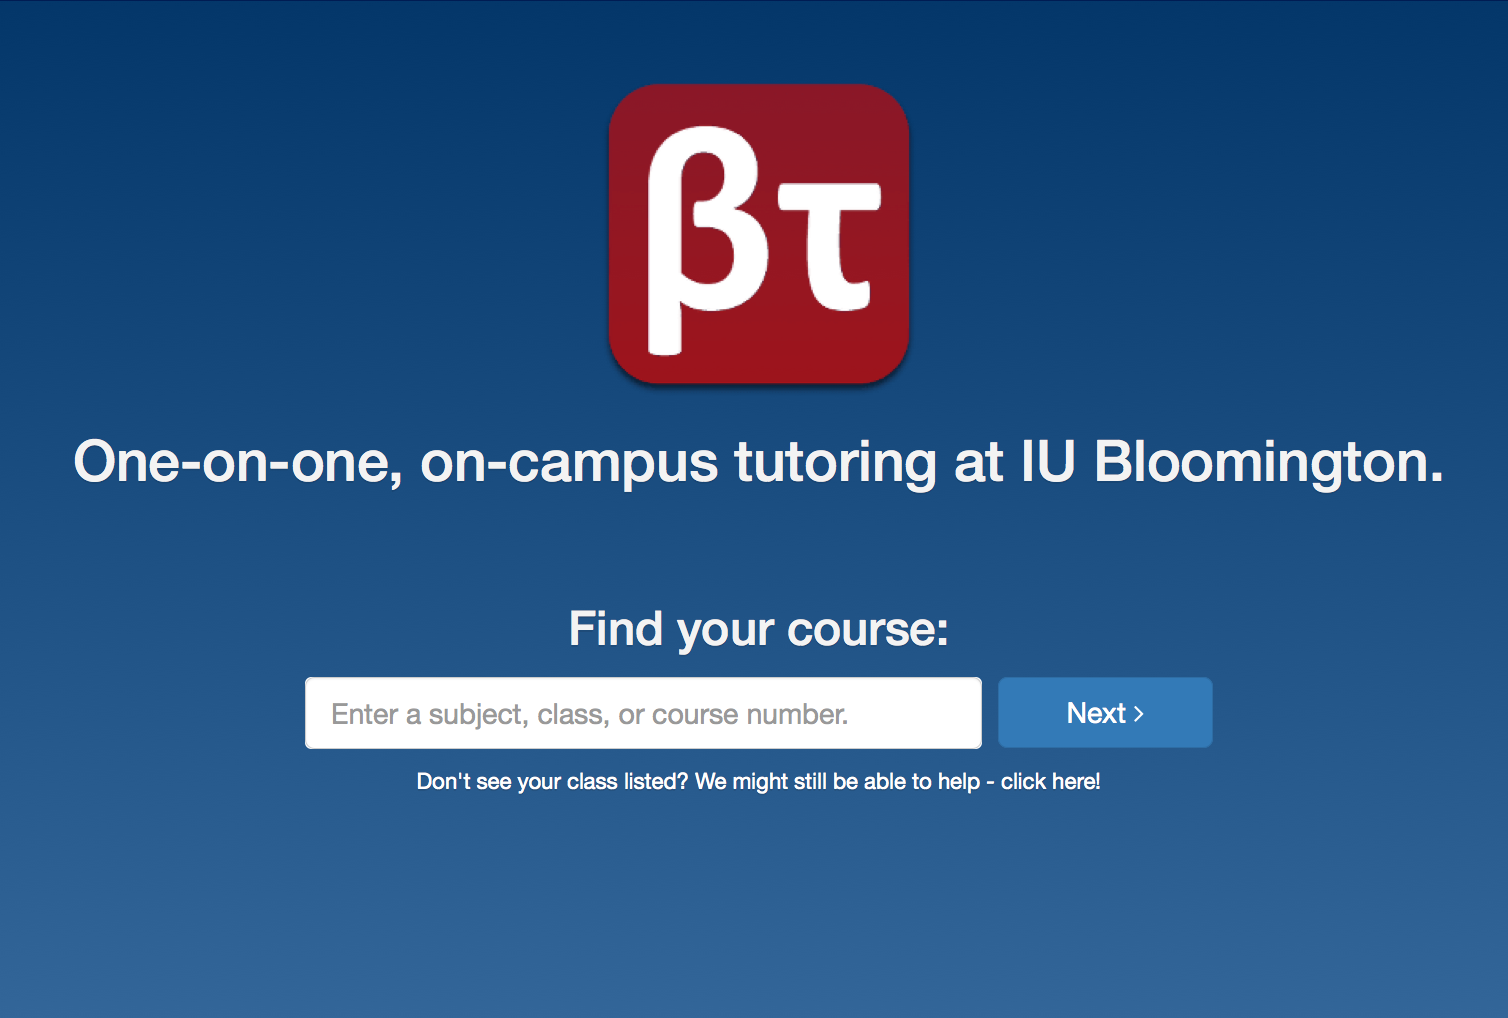 βτ
One-on-one, on-campus tutoring at IU Bloomington.
Find your course:
Enter a subject, class, or course number.
Next ›
Don't see your class listed? We might still be able to help - click here!